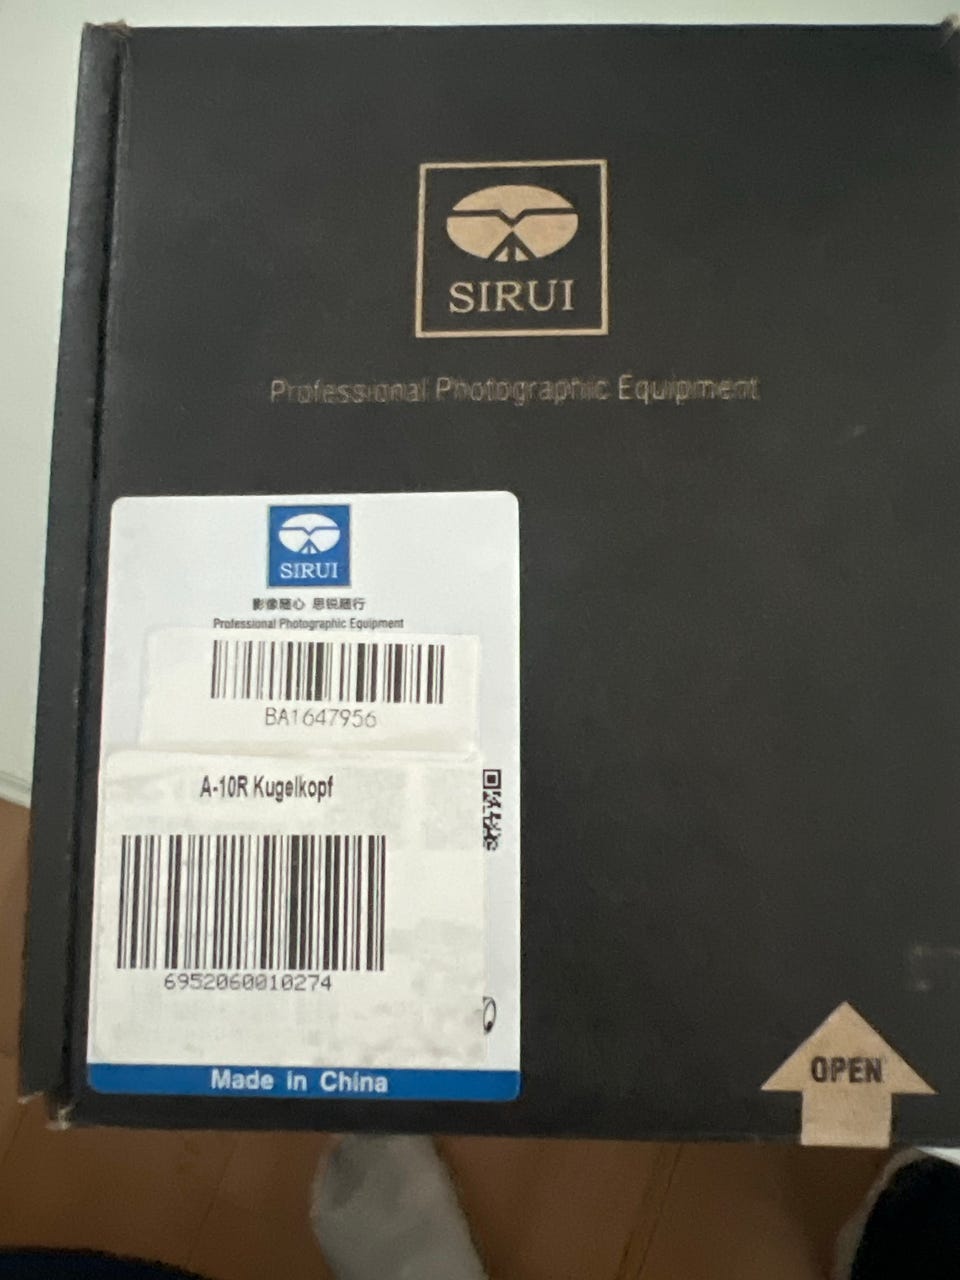 SIRUI
Professional Photographic Equipment
SIRUI
影像随心 思锐随行
Professional Photographic Equipment
BA1647956
A-10R Kugelkopf
6952060010274
Made in China
OPEN